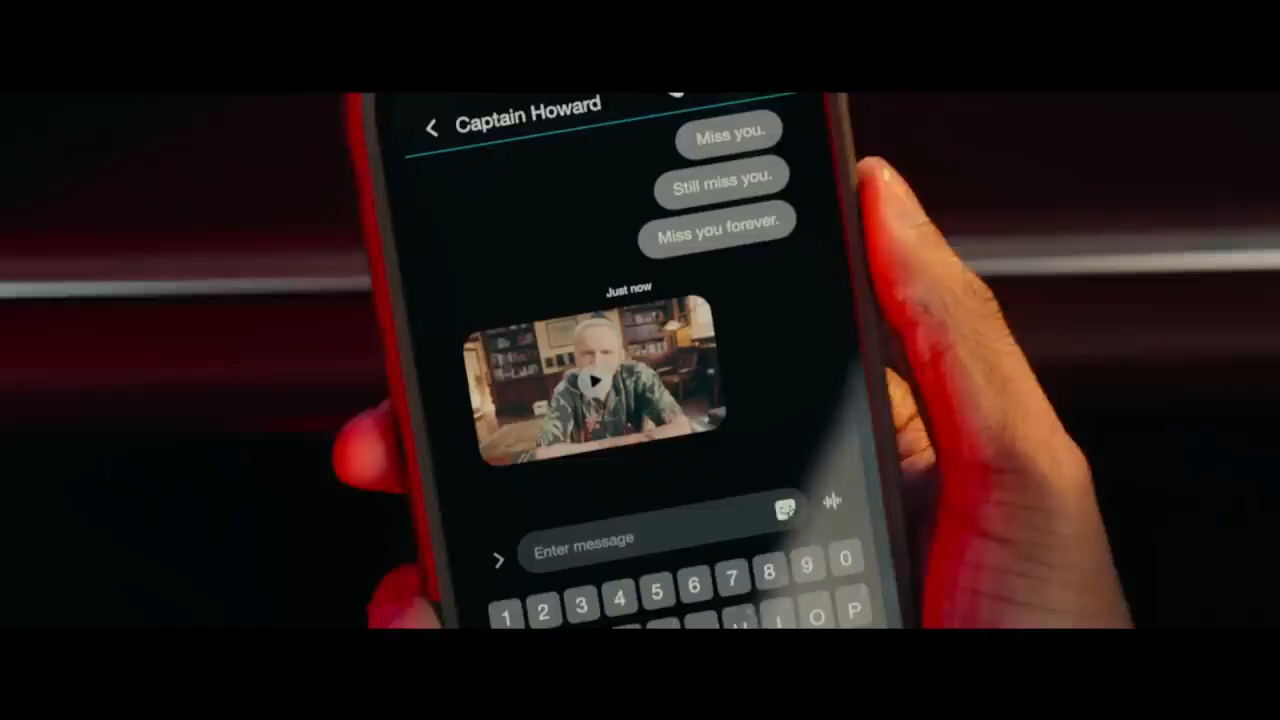 Captain Howard
Miss you.
Still miss you.
Miss you forever.
Just now
Enter message
1 2 3 4 5 6 7 8 9 0
U I O P